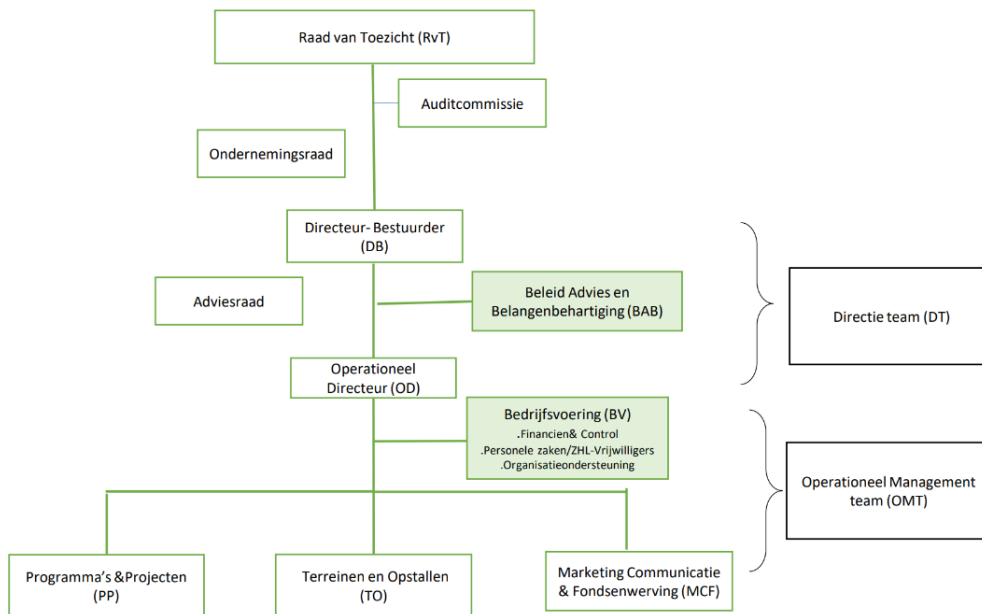 Raad van Toezicht (RvT)
Auditcommissie
Ondernemingsraad
Directeur- Bestuurder
(DB)
Adviesraad
Beleid Advies en
Belangenbehartiging (BAB)
Directie team (DT)
Operationeel
Directeur (OD)
Bedrijfsvoering (BV)
.Financien& Control
.Personele zaken/ZHL-Vrijwilligers
.Organisatieondersteuning
Operationeel Management
team (OMT)
Programma's &Projecten
(PP)
Terreinen en Opstallen
(TO)
Marketing Communicatie
& Fondsenwerving (MCF)